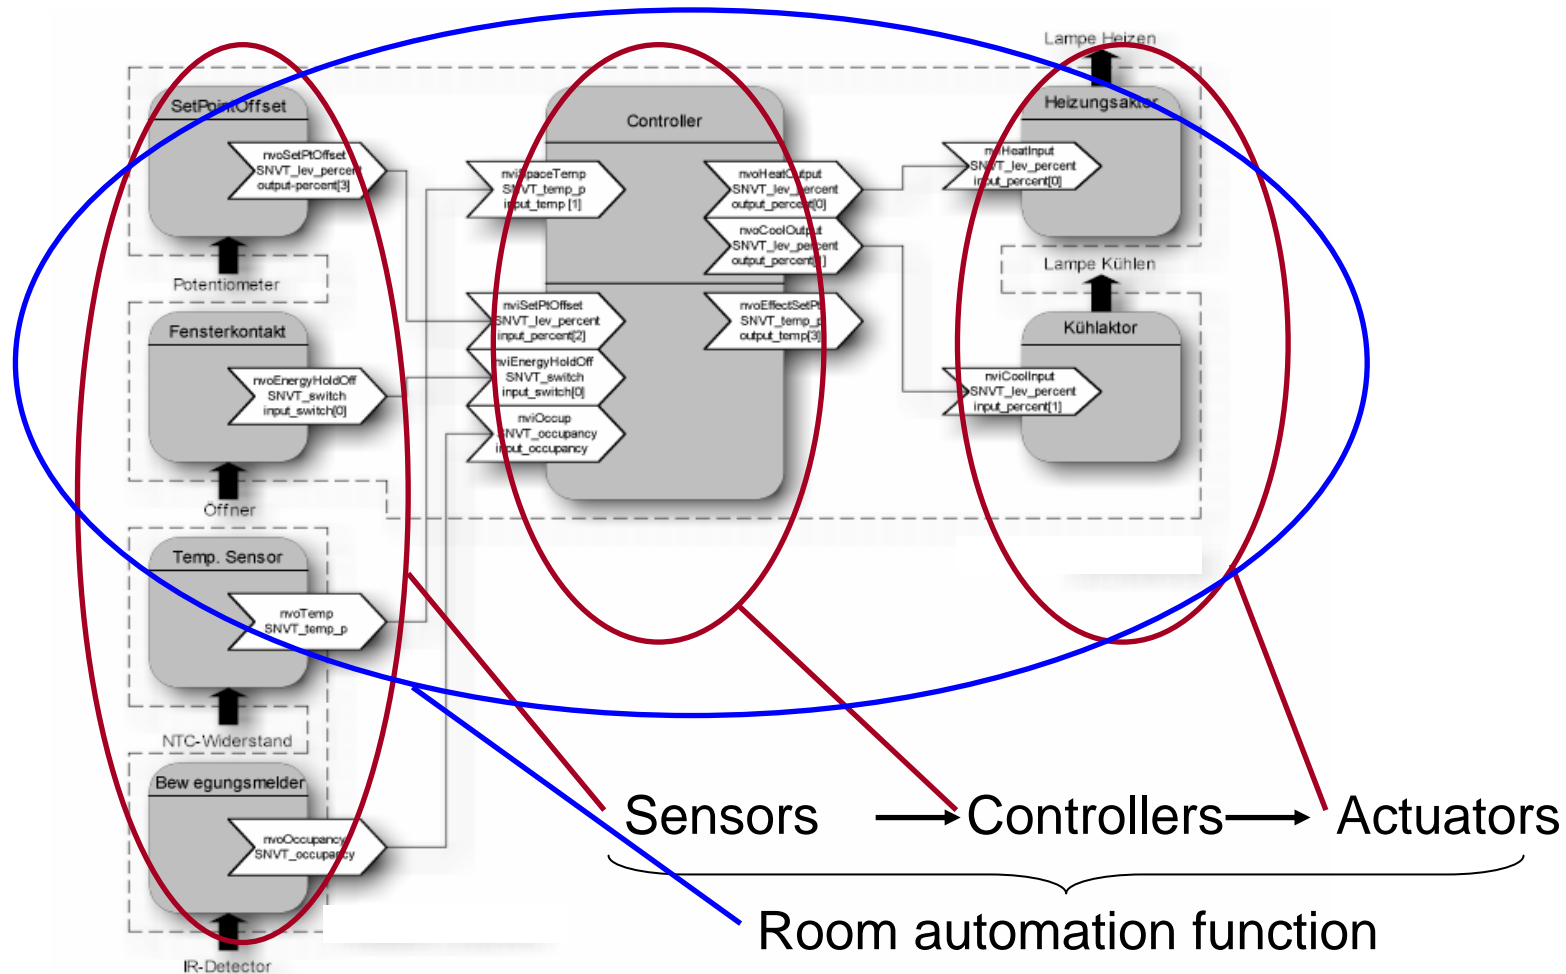 Lampe Heizen
SetPointOffset
nvoSetPtOffset
SNVT_lev_percent
output-percent[3]
Potentiometer
Fensterkontakt
nvoEnergyHoldOff
SNVT_switch
input_switch[0]
Öffner
Temp. Sensor
nvoTemp
SNVT_temp_p
NTC-Widerstand
Bewegungsmelder
nvoOccupancy
SNVT_occupancy
IR-Detector
Controller
nviSpaceTemp
SNVT_temp_p
input_temp [1]
nvoHeatOutput
SNVT_lev_percent
output_percent[0]
nvoCoolOutput
SNVT_lev_percent
output_percent[1]
nviSetPtOffset
SNVT_lev_percent
input_percent[2]
nvoEffectSetPt
SNVT_temp_p
output_temp[3]
nviEnergyHoldOff
SNVT_switch
input_switch[0]
nviOccup
SNVT_occupancy
input_occupancy
Heizungsaktor
nviHeatInput
SNVT_lev_percent
input_percent[0]
Lampe Kühlen
Kühlaktor
nviCoolInput
SNVT_lev_percent
input_percent[1]
Sensors
Controllers
Actuators
Room automation function